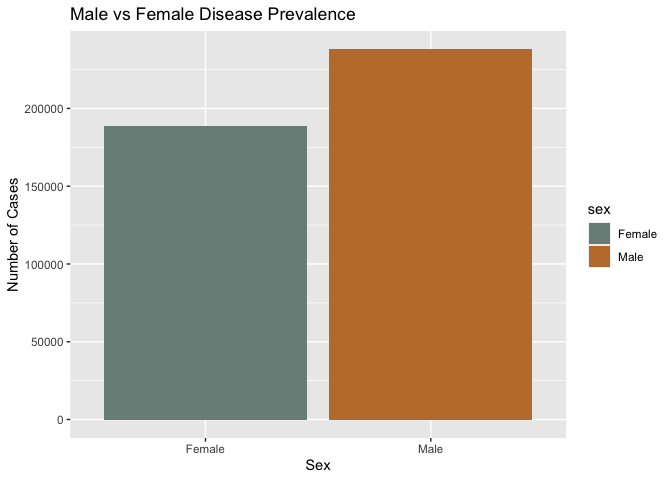 Male vs Female Disease Prevalence
Number of Cases
200000
150000
100000
50000
0
Female
Male
Sex
sex
Female
Male